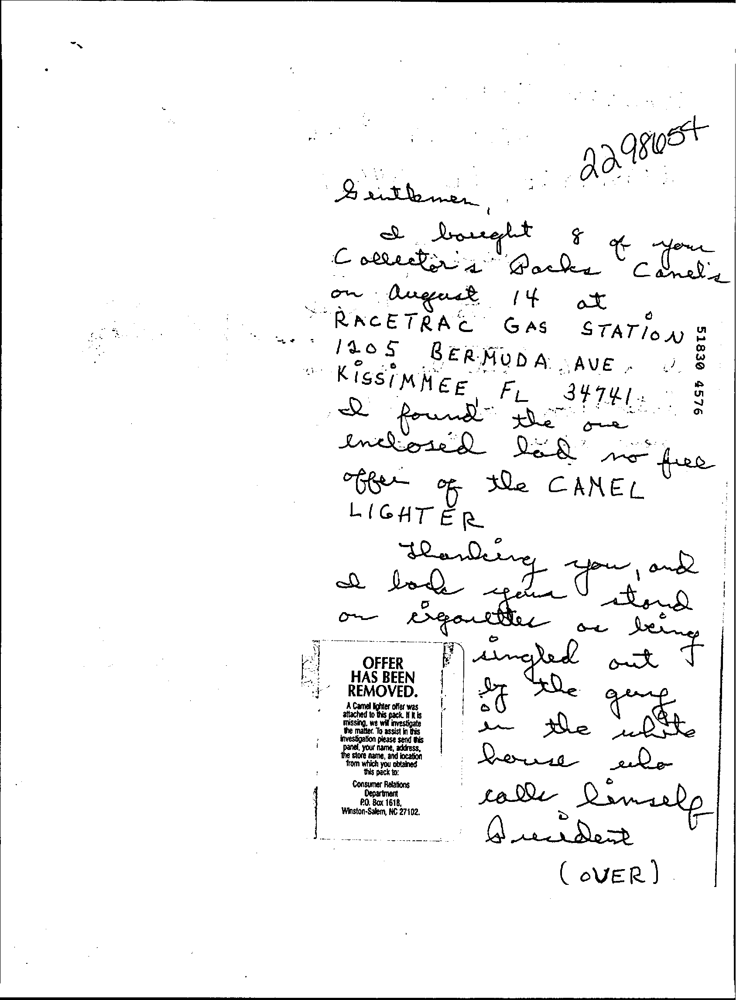 22981054
Gentlemen,
I bought 8 of your
Collector's Packs Camel's
on August 14 at
RACETRAC GAS STATION
1205 BERMUDA AVE
KISSIMMEE, FL 34741.
I found the one
enclosed had no free
offer of the CAMEL
LIGHTER
Thanking you, and
I back your stand
on cigarettes as being
singled out
by the
in the white
house who
calls himself
President
(OVER)
51830 4576
OFFER
HAS BEEN
REMOVED.
A Camel lighter offer was
attached to this pack. If it is
missing, we will investigate
the matter. To assist in this
investigation please send this
panel, your name, address,
the store name, and location
from which you obtained
this pack to:
Consumer Relations
Department
P.O. Box 1618,
Winston-Salem, NC 27102.